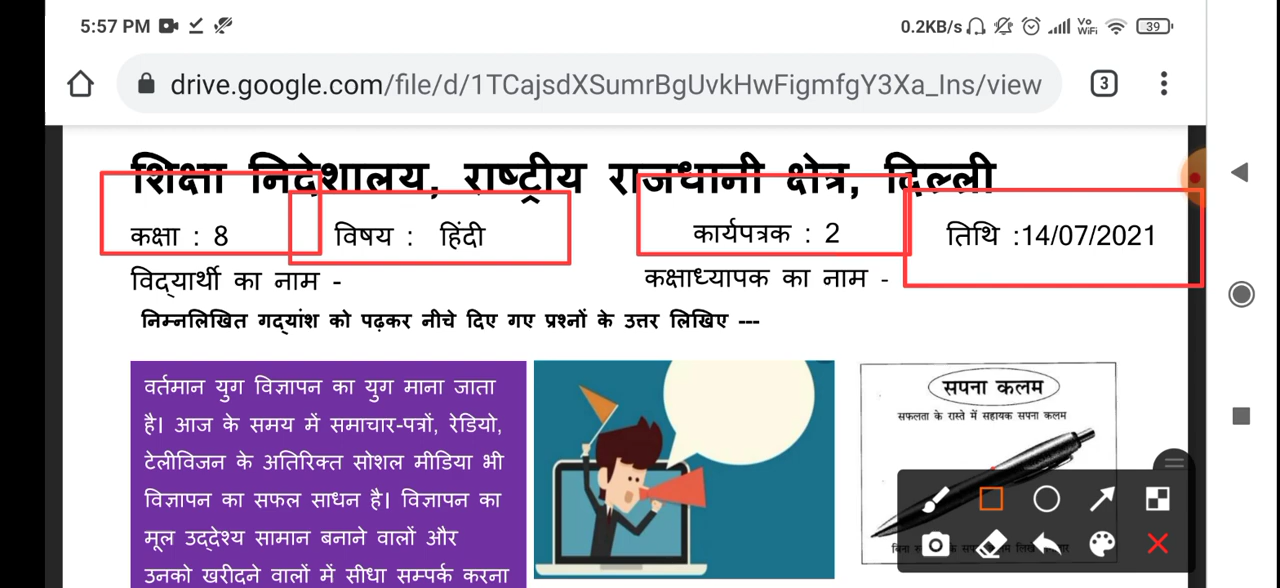 5:57 PM 0.2KB/s Vo WiFi 39
drive.google.com/file/d/1TCajsdXSumrBgUvkHwFigmfgY3Xa_Ins/view 3
शिक्षा निदेशालय, राष्ट्रीय राजधानी क्षेत्र, दिल्ली
कक्षा : 8 विषय : हिंदी कार्यपत्रक : 2 तिथि :14/07/2021
विद्यार्थी का नाम - कक्षाध्यापक का नाम -
निम्नलिखित गद्यांश को पढ़कर नीचे दिए गए प्रश्नों के उत्तर लिखिए ---
वर्तमान युग विज्ञापन का युग माना जाता
है। आज के समय में समाचार-पत्रों, रेडियो,
टेलीविजन के अतिरिक्त सोशल मीडिया भी
विज्ञापन का सफल साधन है। विज्ञापन का
मूल उद्देश्य सामान बनाने वालों और
उनको खरीदने वालों में सीधा सम्पर्क करना
सपना कलम
सफलता के रास्ते में सहायक सपना कलम